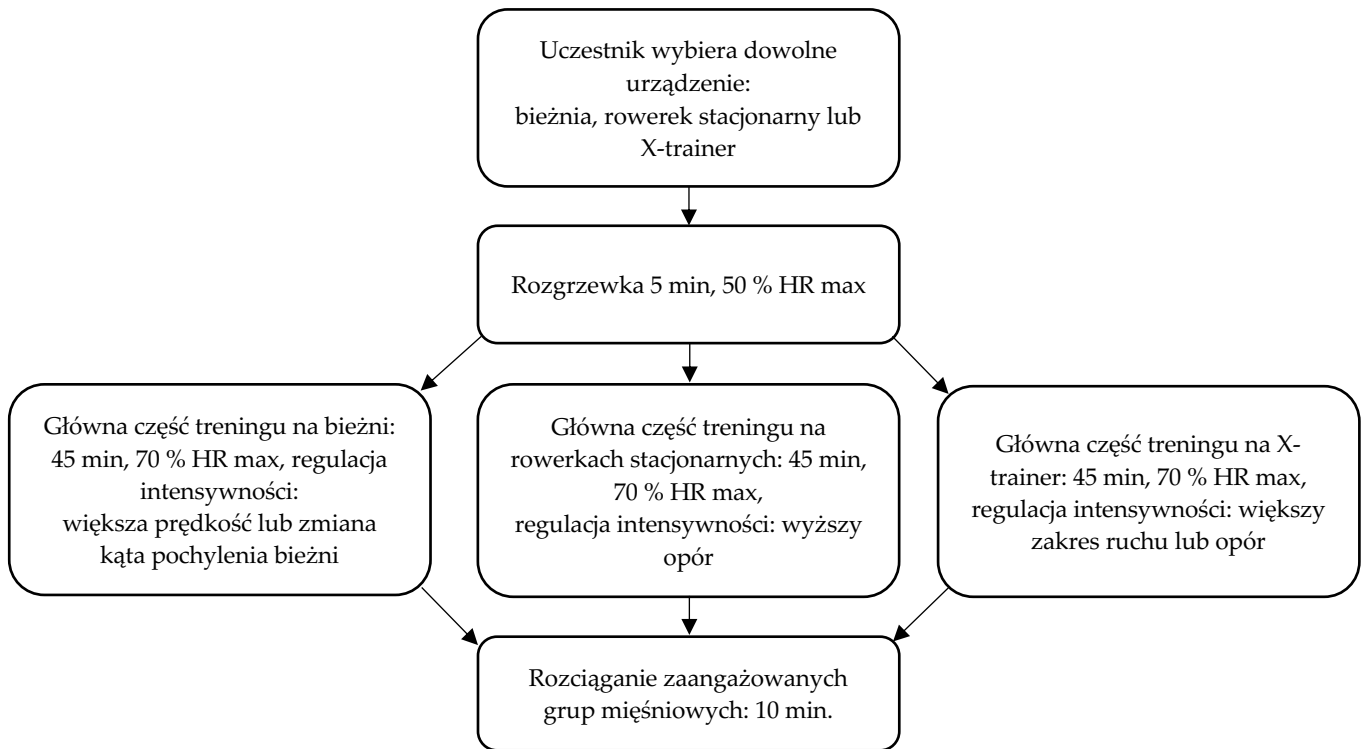 Uczestnik wybiera dowolne
urządzenie:
bieżnia, rowerek stacjonarny lub
X-trainer
Rozgrzewka 5 min, 50 % HR max
Główna część treningu na bieżni:
45 min, 70 % HR max, regulacja
intensywności:
większa prędkość lub zmiana
kąta pochylenia bieżni
Główna część treningu na
rowerkach stacjonarnych: 45 min,
70 % HR max,
regulacja intensywności: wyższy
opór
Główna część treningu na X-
trainer: 45 min, 70 % HR max,
regulacja intensywności: większy
zakres ruchu lub opór
Rozciąganie zaangażowanych
grup mięśniowych: 10 min.